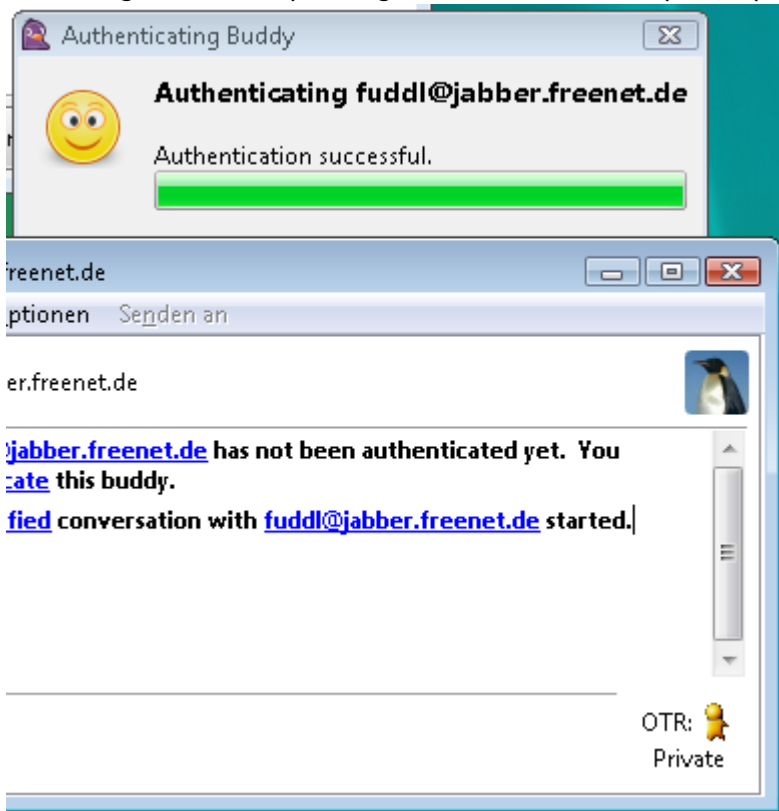 Authenticating Buddy
Authenticating fuddl@jabber.freenet.de
Authentication successful.
freenet.de
ptionen Senden an
er.freenet.de
jabber.freenet.de has not been authenticated yet. You
cate this buddy.
fied conversation with fuddl@jabber.freenet.de started.
OTR:
Private